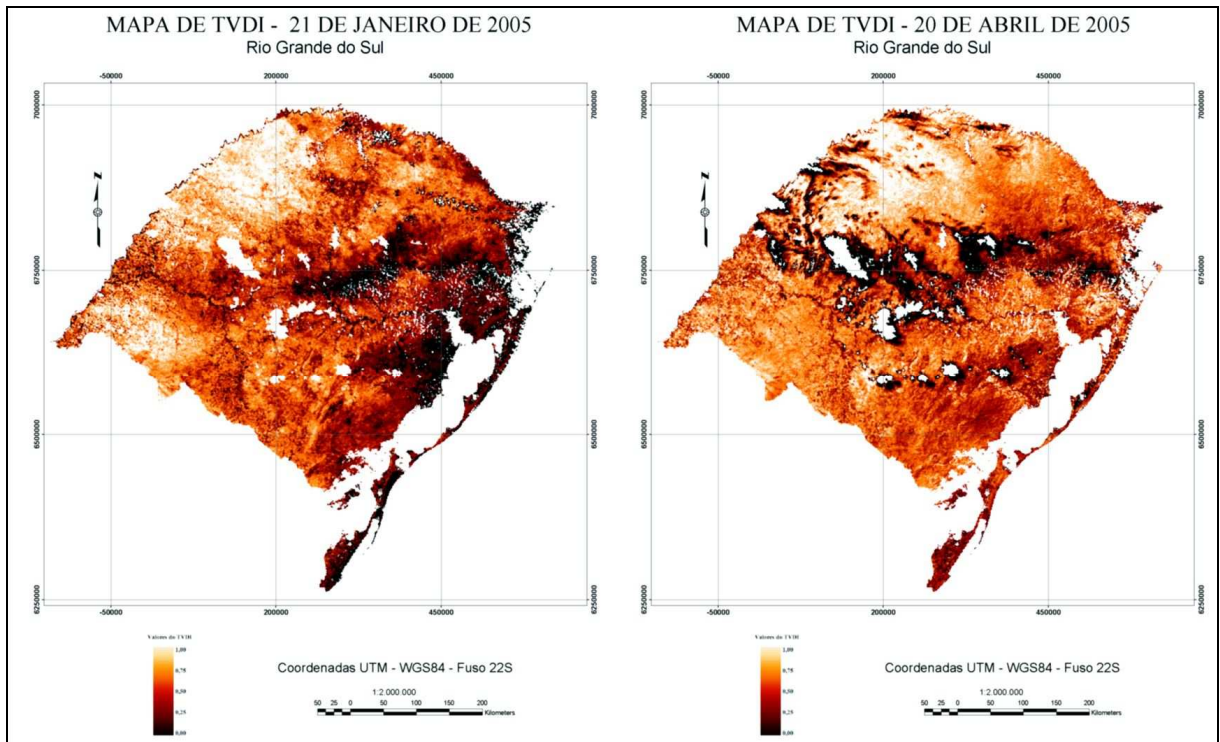 MAPA DE TVDI - 21 DE JANEIRO DE 2005
Rio Grande do Sul
-50000 200000 450000
7000000 7000000
N
6750000 6750000
6500000 6500000
6250000 6250000
-50000 200000 450000
Valores do TVDI
1,00
0,75
0,50
0,25
0,00
Coordenadas UTM - WGS84 - Fuso 22S
1:2.000.000
50 25 0 50 100 150 200
Kilometers
MAPA DE TVDI - 20 DE ABRIL DE 2005
Rio Grande do Sul
-50000 200000 450000
7000000 7000000
N
6750000 6750000
6500000 6500000
6250000 6250000
-50000 200000 450000
Valores do TVDI
1,00
0,75
0,50
0,25
0,00
Coordenadas UTM - WGS84 - Fuso 22S
1:2.000.000
50 25 0 50 100 150 200
Kilometers